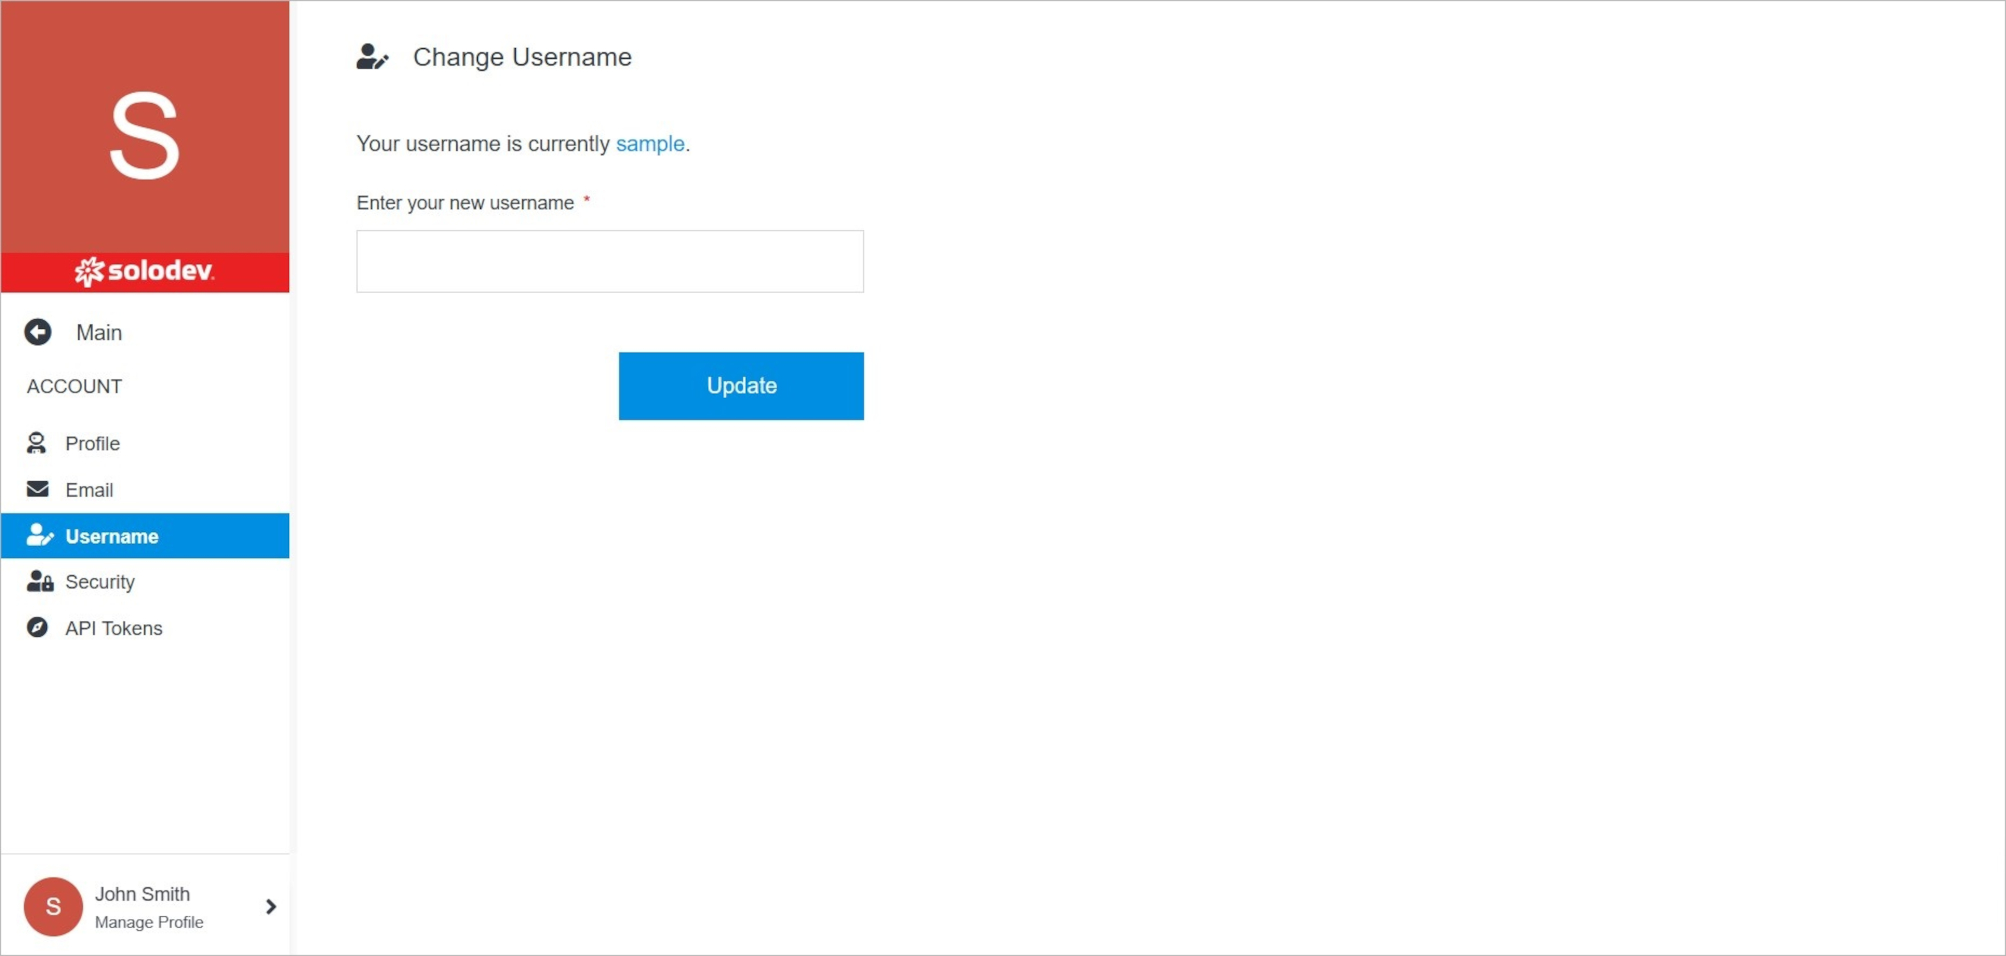 S
solodev
Main
ACCOUNT
Profile
Email
Username
Security
API Tokens
S
John Smith
Manage Profile
Change Username
Your username is currently sample.
Enter your new username *
Update